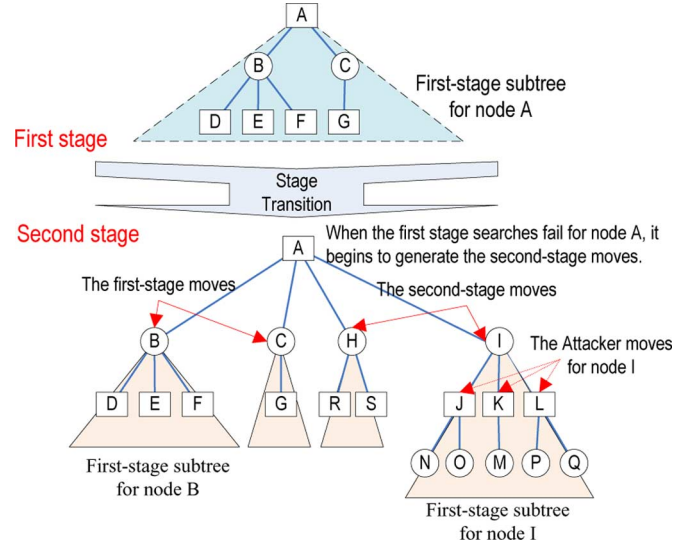 A
B
C
First-stage subtree
for node A
D
E
F
G
First stage
Stage
Transition
Second stage
A
When the first stage searches fail for node A, it
begins to generate the second-stage moves.
The first-stage moves
The second-stage moves
B
C
H
I
The Attacker moves
for node I
D
E
F
G
R
S
J
K
L
N
O
M
P
Q
First-stage subtree
for node B
First-stage subtree
for node I